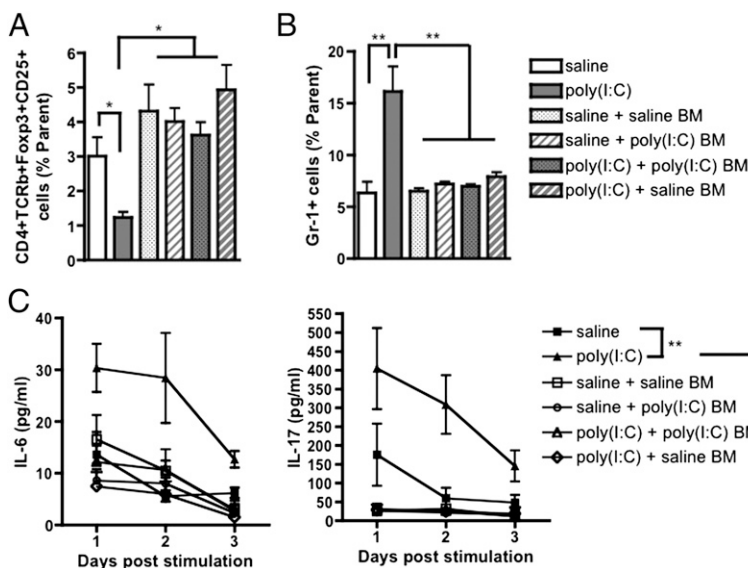 A
CD4+TCRb+Foxp3+CD25+
cells (% Parent)
6
5
4
3
2
1
0
*
*
B
Gr-1+ cells (% Parent)
20
15
10
5
0
**
**
saline
poly(I:C)
saline + saline BM
saline + poly(I:C) BM
poly(I:C) + poly(I:C) BM
poly(I:C) + saline BM
C
IL-6 (pg/ml)
40
30
20
10
0
1 2 3
Days post stimulation
IL-17 (pg/ml)
550
500
450
400
350
300
250
200
150
100
50
0
1 2 3
Days post stimulation
saline
poly(I:C)
**
saline + saline BM
saline + poly(I:C) BM
poly(I:C) + poly(I:C) BM
poly(I:C) + saline BM